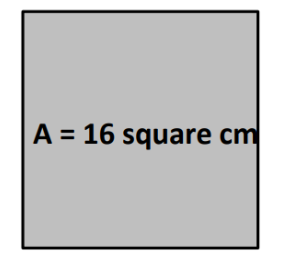 A = 16 square cm